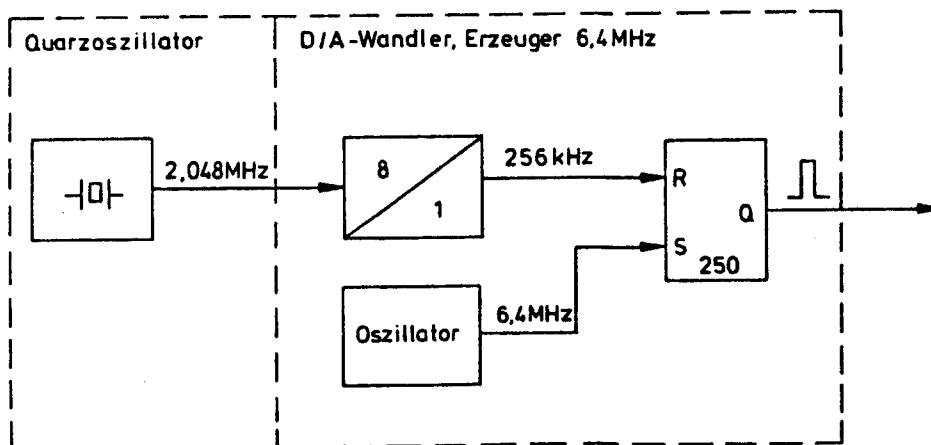 Quarzoszillator
D/A-Wandler, Erzeuger 6,4MHz
2,048MHz
8
1
256kHz
R
Q
S
250
Oszillator
6,4MHz